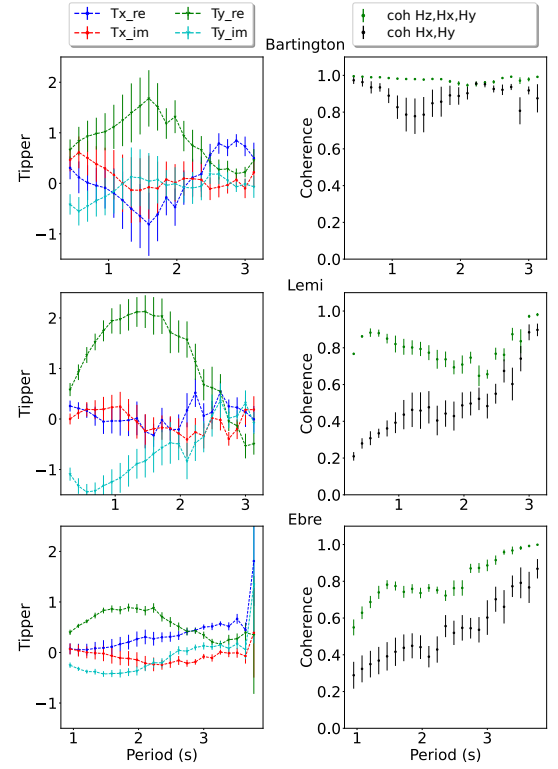 Tx_re Ty_re
Tx_im Ty_im
coh Hz,Hx,Hy
coh Hx,Hy
Bartington
Tipper
2
1
0
−1
1 2 3
Coherence
1.0
0.8
0.6
0.4
0.2
0.0
1 2 3
Lemi
Tipper
2
1
0
−1
1 2 3
Coherence
1.0
0.8
0.6
0.4
0.2
0.0
1 2 3
Ebre
Tipper
2
1
0
−1
1 2 3
Period (s)
Coherence
1.0
0.8
0.6
0.4
0.2
0.0
1 2 3
Period (s)